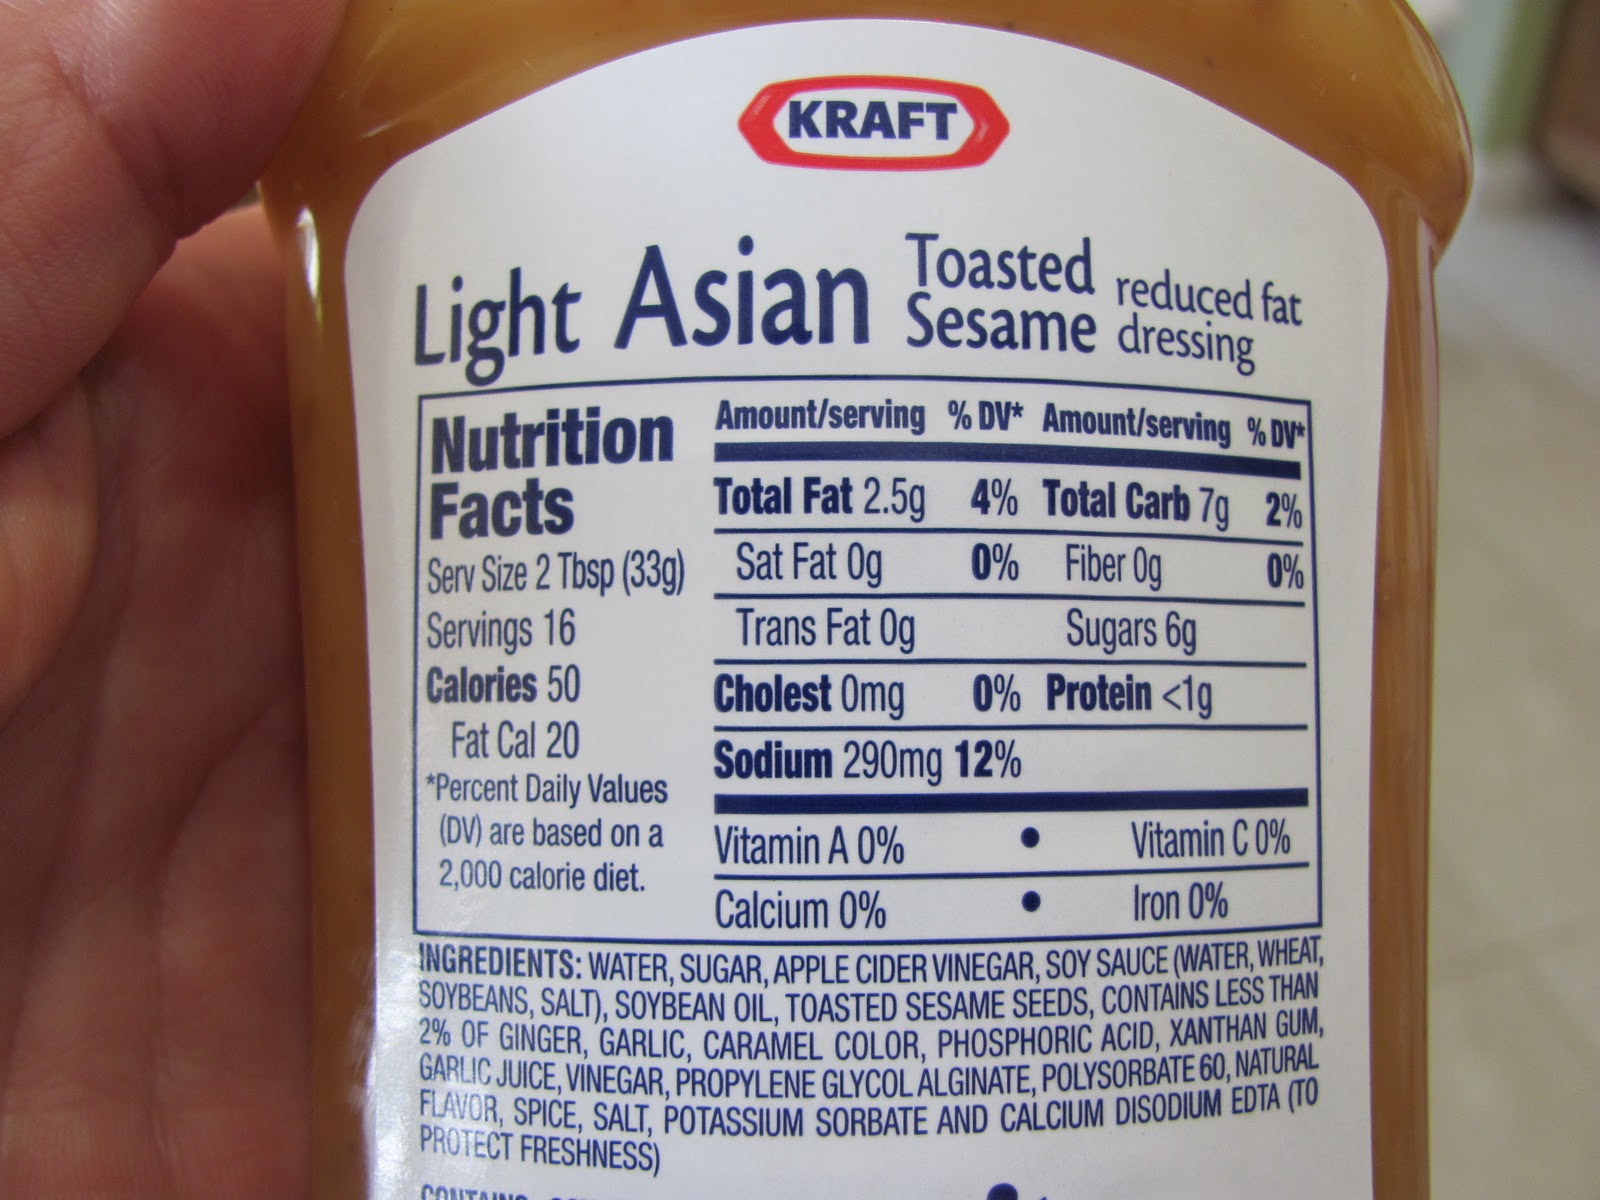 KRAFT
Light Asian Toasted Sesame reduced fat dressing
Nutrition Facts
Serv Size 2 Tbsp (33g)
Servings 16
Calories 50
Fat Cal 20
*Percent Daily Values
(DV) are based on a
2,000 calorie diet.
Amount/serving % DV* Amount/serving % DV*
Total Fat 2.5g 4% Total Carb 7g 2%
Sat Fat 0g 0% Fiber 0g 0%
Trans Fat 0g Sugars 6g
Cholest 0mg 0% Protein <1g
Sodium 290mg 12%
Vitamin A 0% • Vitamin C 0%
Calcium 0% • Iron 0%
INGREDIENTS: WATER, SUGAR, APPLE CIDER VINEGAR, SOY SAUCE (WATER, WHEAT,
SOYBEANS, SALT), SOYBEAN OIL, TOASTED SESAME SEEDS, CONTAINS LESS THAN
2% OF GINGER, GARLIC, CARAMEL COLOR, PHOSPHORIC ACID, XANTHAN GUM,
GARLIC JUICE, VINEGAR, PROPYLENE GLYCOL ALGINATE, POLYSORBATE 60, NATURAL
FLAVOR, SPICE, SALT, POTASSIUM SORBATE AND CALCIUM DISODIUM EDTA (TO
PROTECT FRESHNESS)